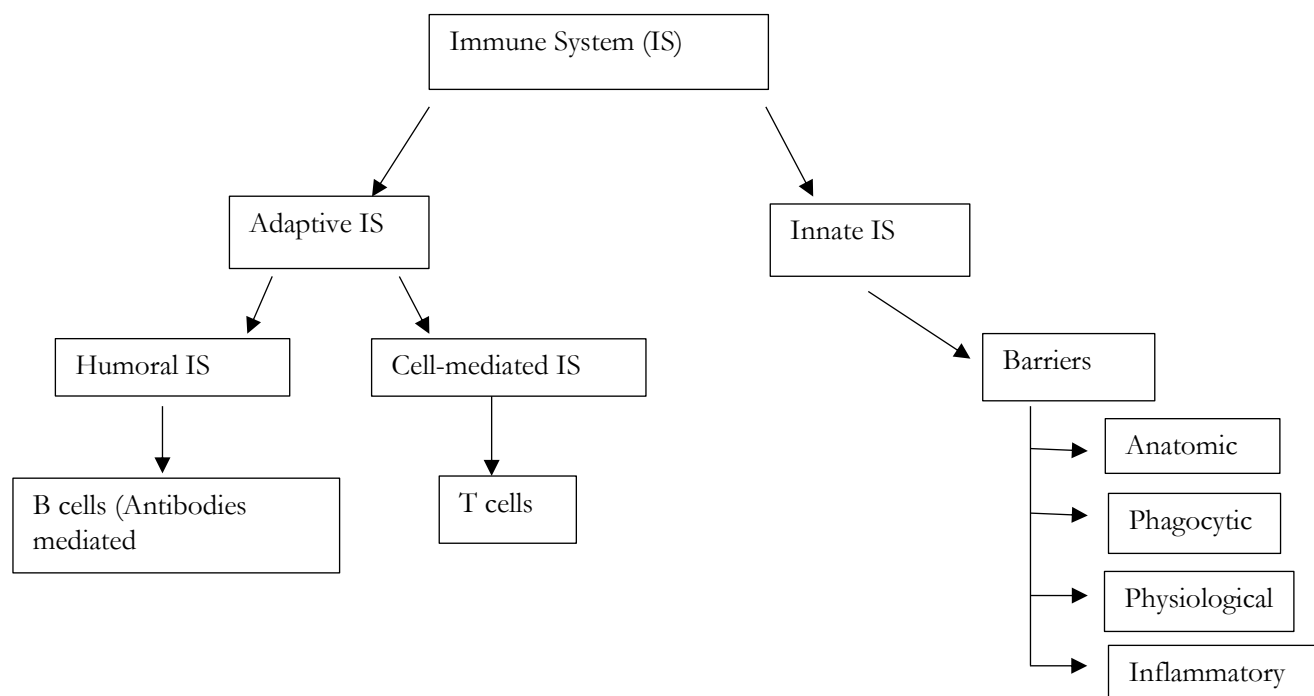 Immune System (IS)
Adaptive IS
Innate IS
Humoral IS
Cell-mediated IS
Barriers
B cells (Antibodies
mediated
T cells
Anatomic
Phagocytic
Physiological
Inflammatory